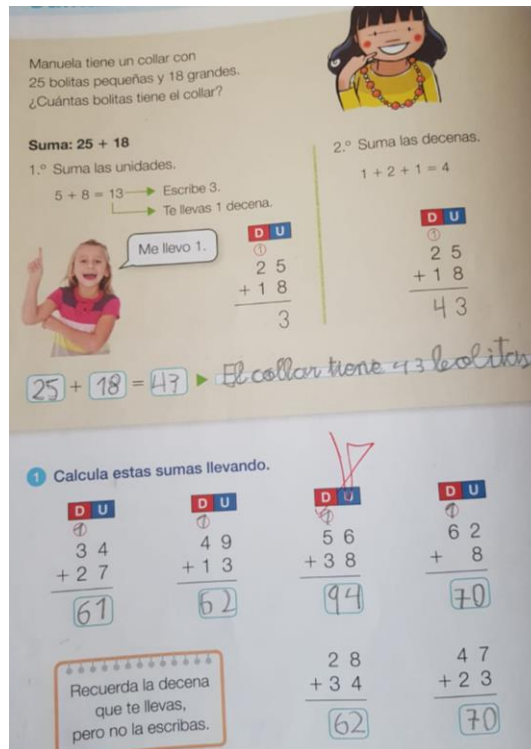 Manuela tiene un collar con
25 bolitas pequeñas y 18 grandes.
¿Cuántas bolitas tiene el collar?
Suma: 25 + 18
1.º Suma las unidades.
5 + 8 = 13 Escribe 3.
Te llevas 1 decena.
Me llevo 1.
D U
1
2 5
+ 1 8
3
2.º Suma las decenas.
1 + 2 + 1 = 4
D U
1
2 5
+ 1 8
4 3
25 + 18 = 43 El collar tiene 43 bolitas
1 Calcula estas sumas llevando.
D U
1
3 4
+ 2 7
61
D U
1
4 9
+ 1 3
62
D U
1
5 6
+ 3 8
94
D U
1
6 2
+ 8
70
Recuerda la decena
que te llevas,
pero no la escribas.
2 8
+ 3 4
62
4 7
+ 2 3
70